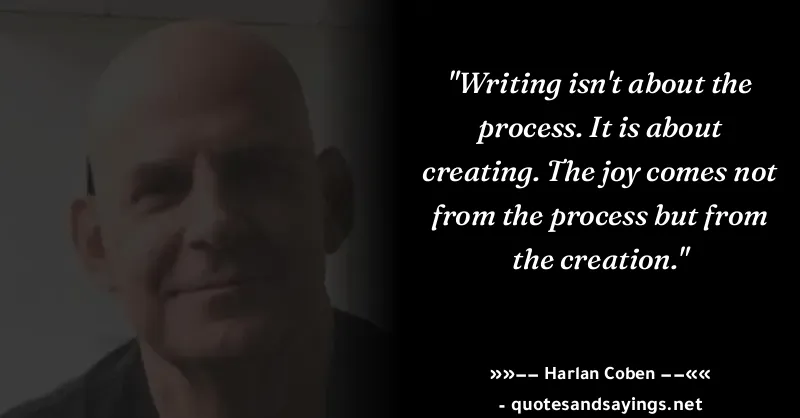 "Writing isn't about the
process. It is about
creating. The joy comes not
from the process but from
the creation."
»»–– Harlan Coben ––««
- quotesandsayings.net